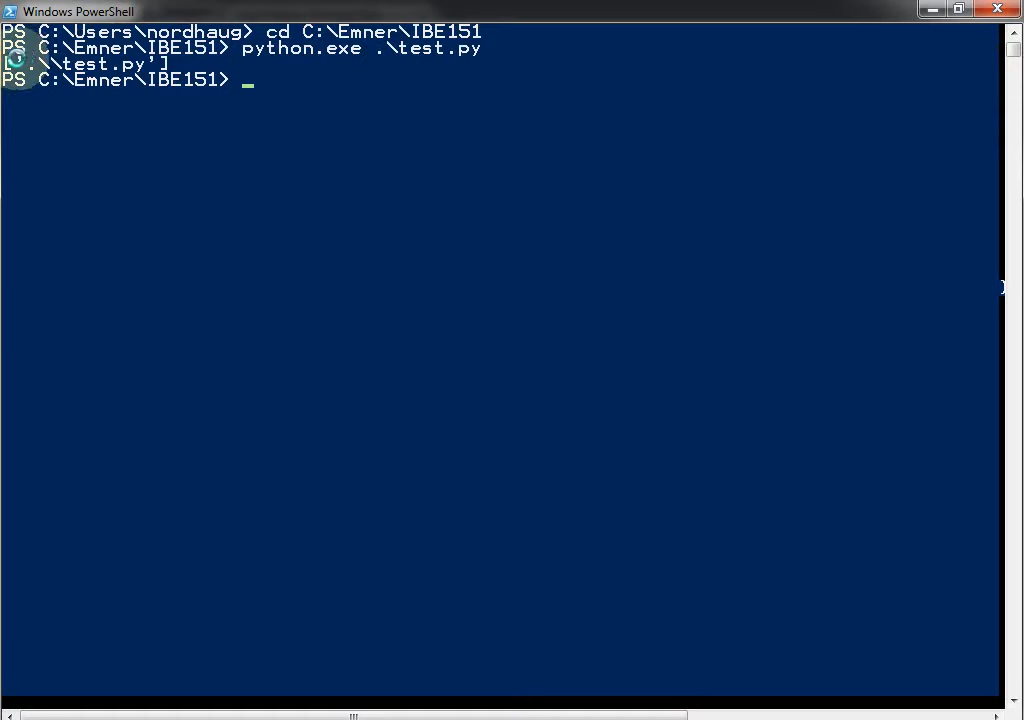 Windows PowerShell
PS C:\Users\nordhaug> cd C:\Emner\IBE151
PS C:\Emner\IBE151> python.exe .\test.py
['.\\test.py']
PS C:\Emner\IBE151>